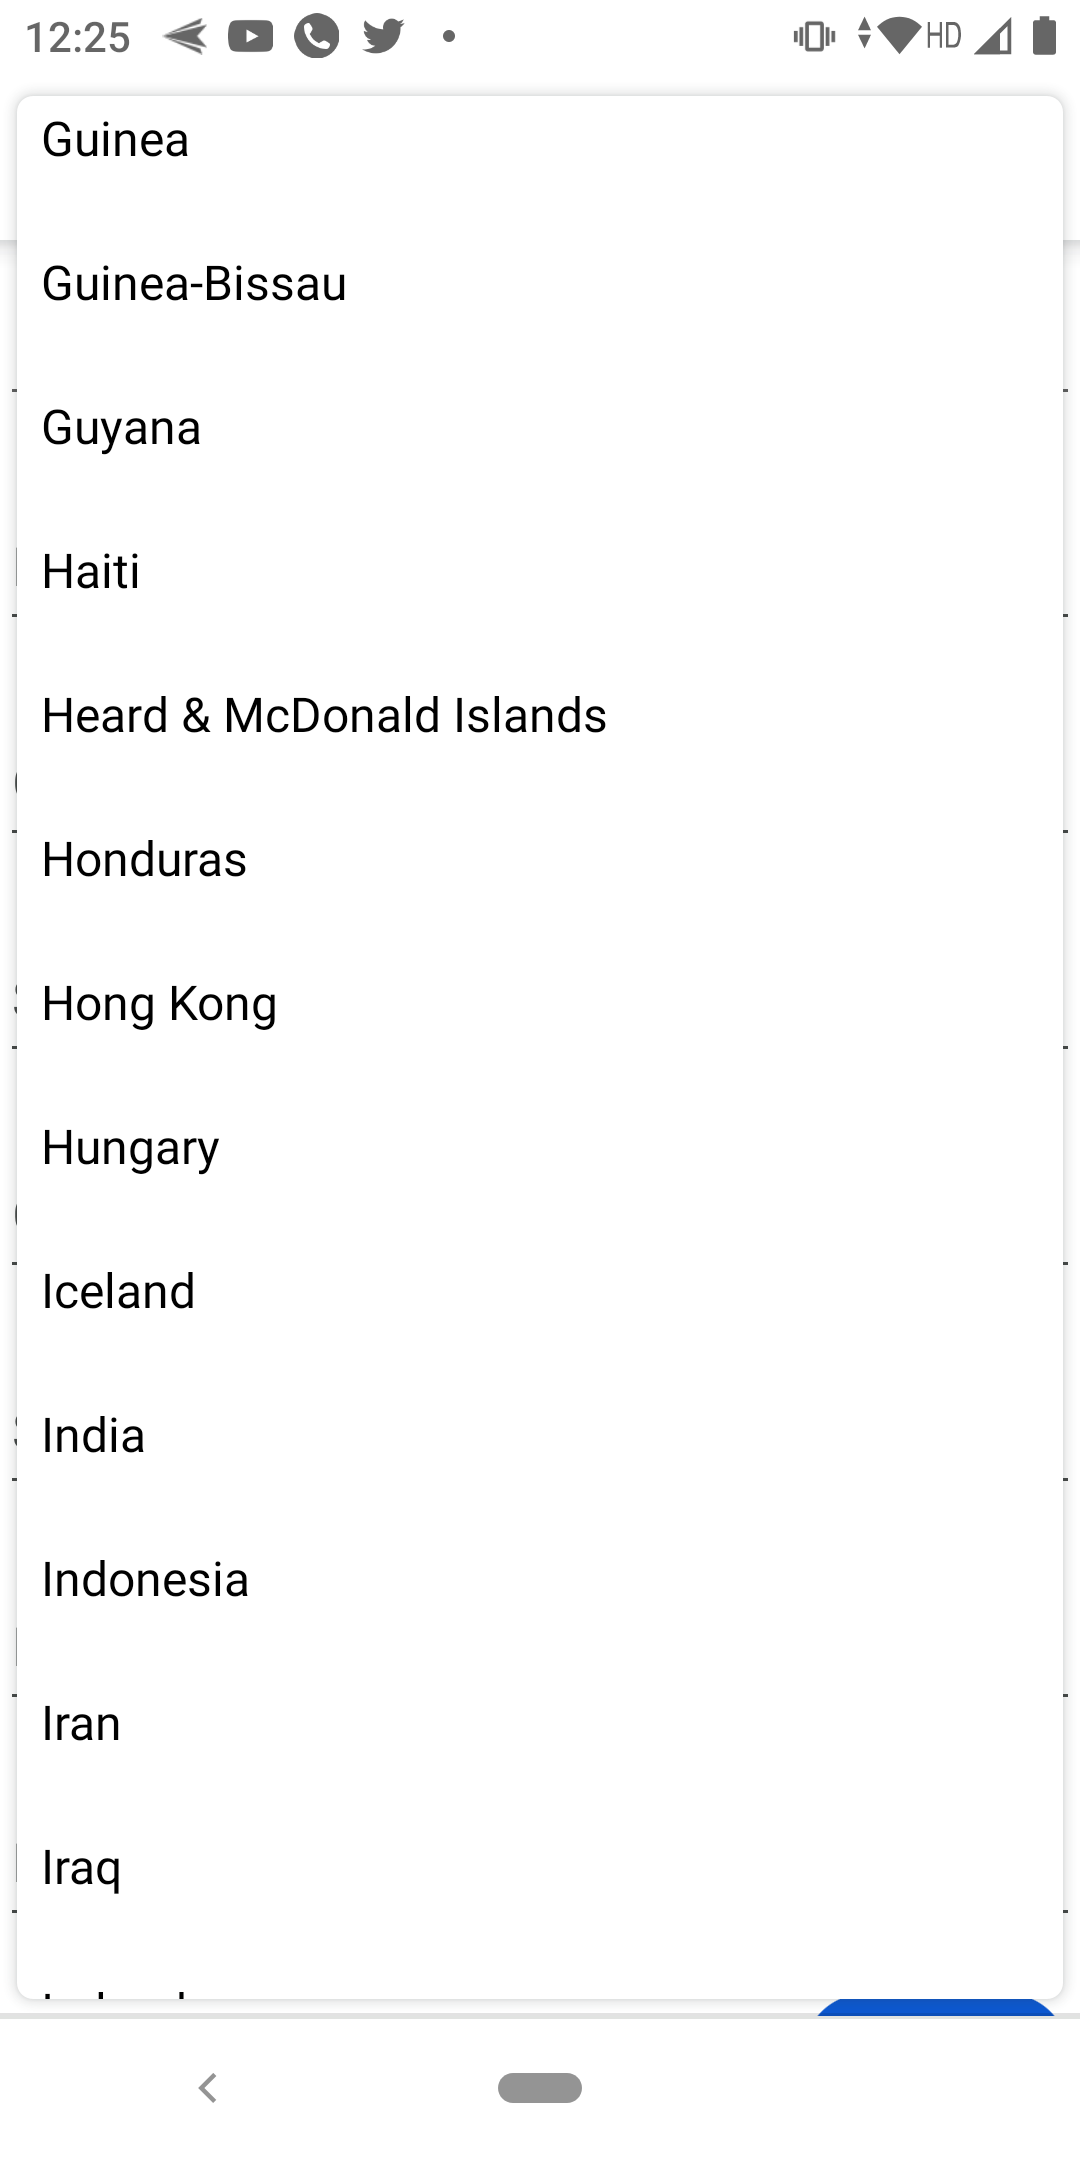 12:25 HD
Guinea
Guinea-Bissau
Guyana
Haiti
Heard & McDonald Islands
Honduras
Hong Kong
Hungary
Iceland
India
Indonesia
Iran
Iraq